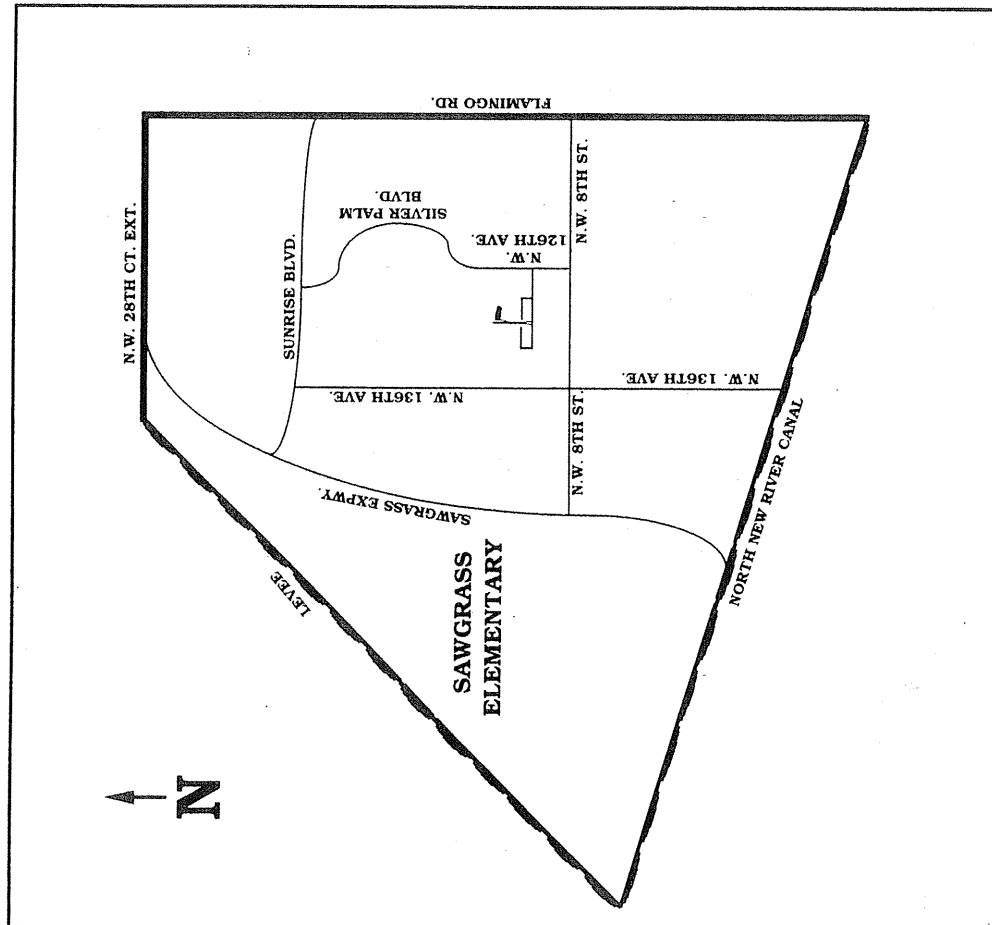 FLAMINGO RD.
N.W. 28TH CT. EXT.
SUNRISE BLVD.
SILVER PALM
BLVD.
N.W.
126TH AVE.
N.W. 8TH ST.
N.W. 136TH AVE.
N.W. 136TH AVE.
N.W. 8TH ST.
SAWGRASS EXPWY.
LEVEE
NORTH NEW RIVER CANAL
SAWGRASS
ELEMENTARY
N